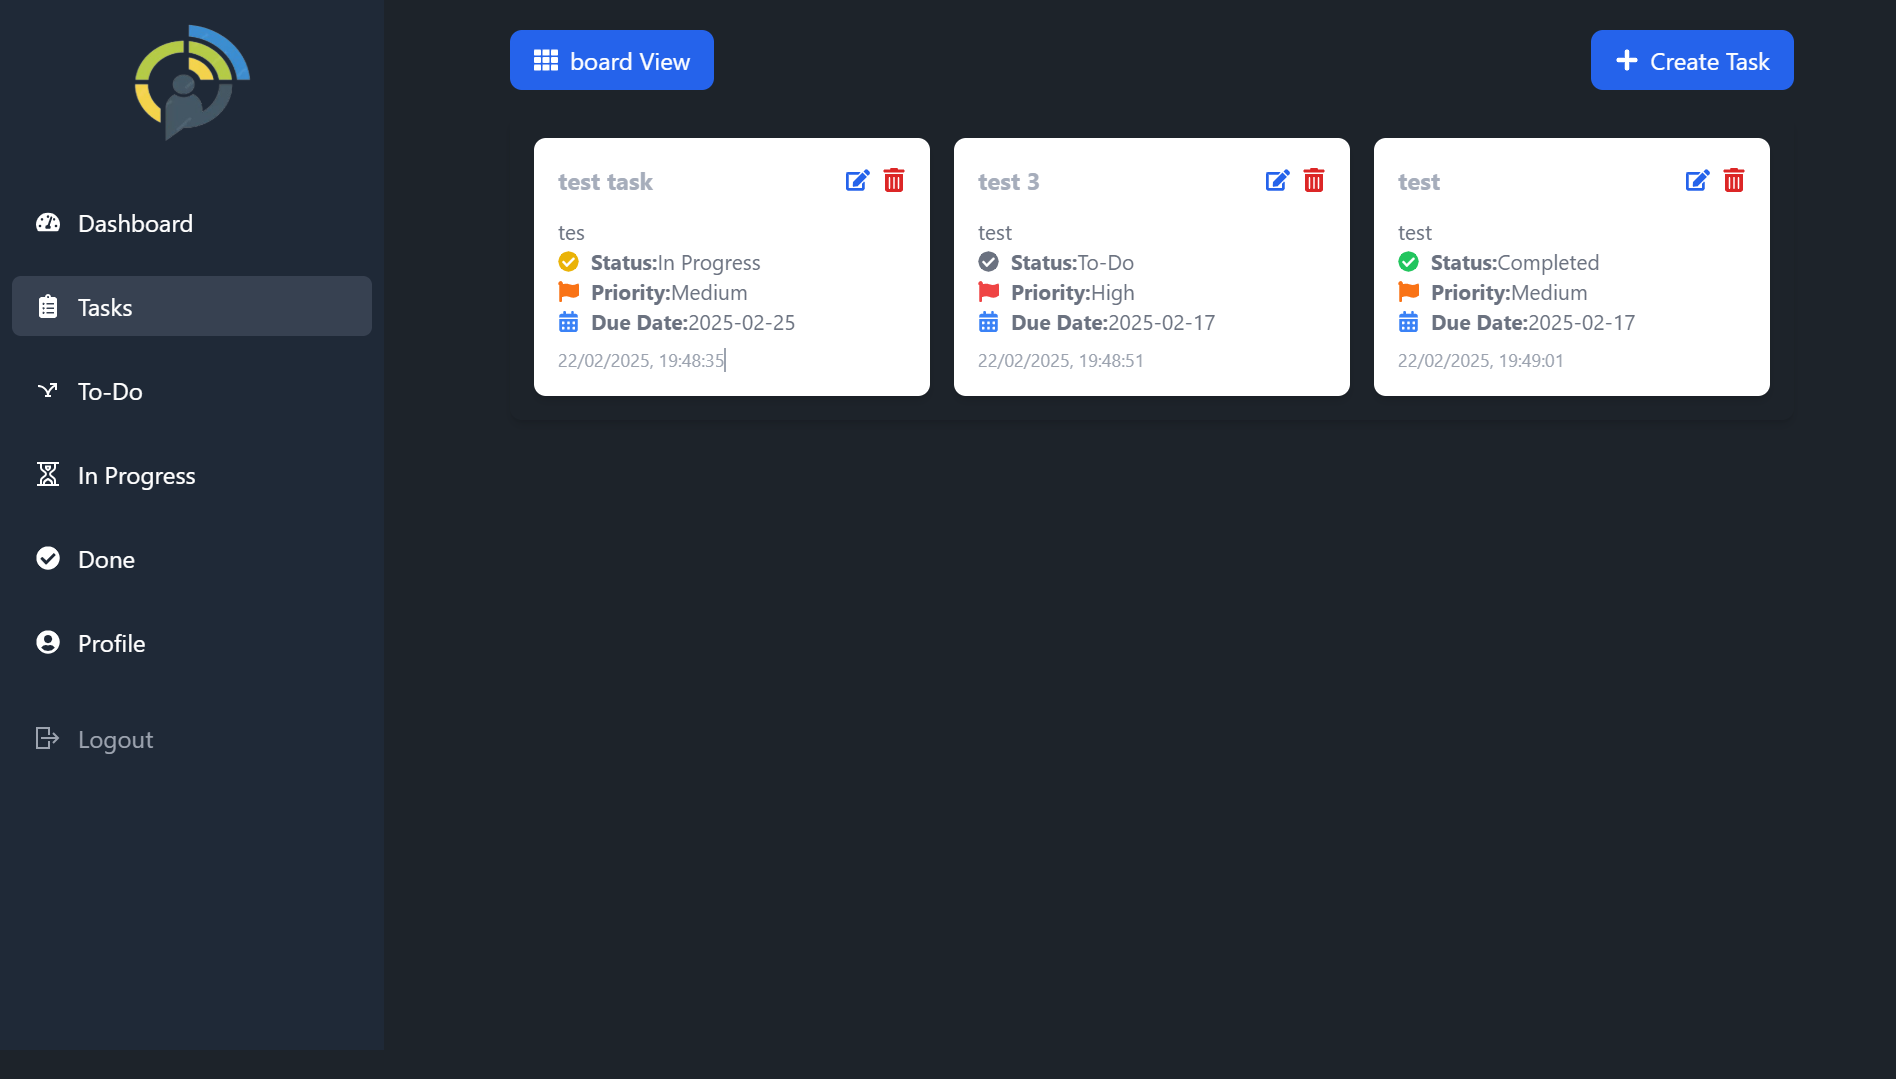 Dashboard
Tasks
To-Do
In Progress
Done
Profile
Logout
board View
Create Task
test task
tes
Status:In Progress
Priority:Medium
Due Date:2025-02-25
22/02/2025, 19:48:35
test 3
test
Status:To-Do
Priority:High
Due Date:2025-02-17
22/02/2025, 19:48:51
test
test
Status:Completed
Priority:Medium
Due Date:2025-02-17
22/02/2025, 19:49:01